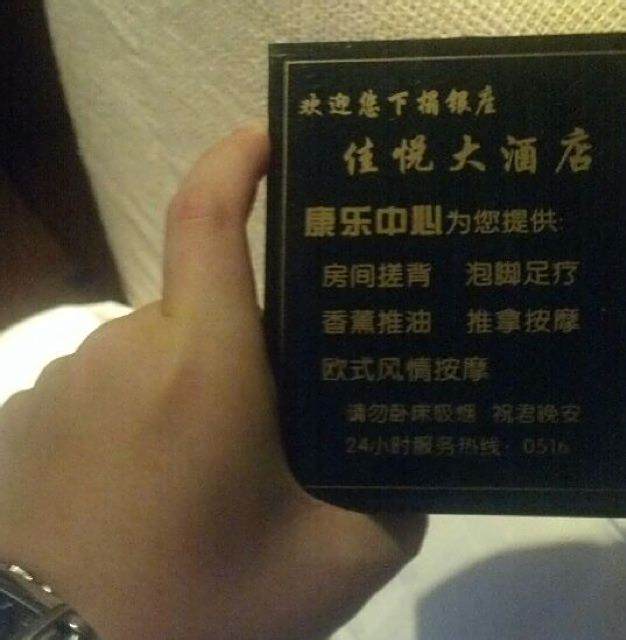 欢迎您下榻银座
佳悦大酒店
康乐中心为您提供:
房间搓背 泡脚足疗
香薰推油 推拿按摩
欧式风情按摩
请勿卧床吸烟 祝君晚安
24小时服务热线: 0516